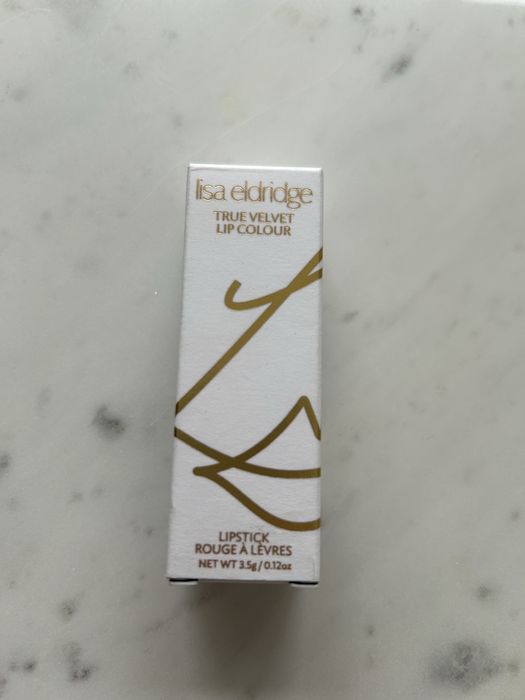 lisa eldridge
TRUE VELVET
LIP COLOUR
LIPSTICK
ROUGE À LÈVRES
NET WT 3.5g / 0.12oz